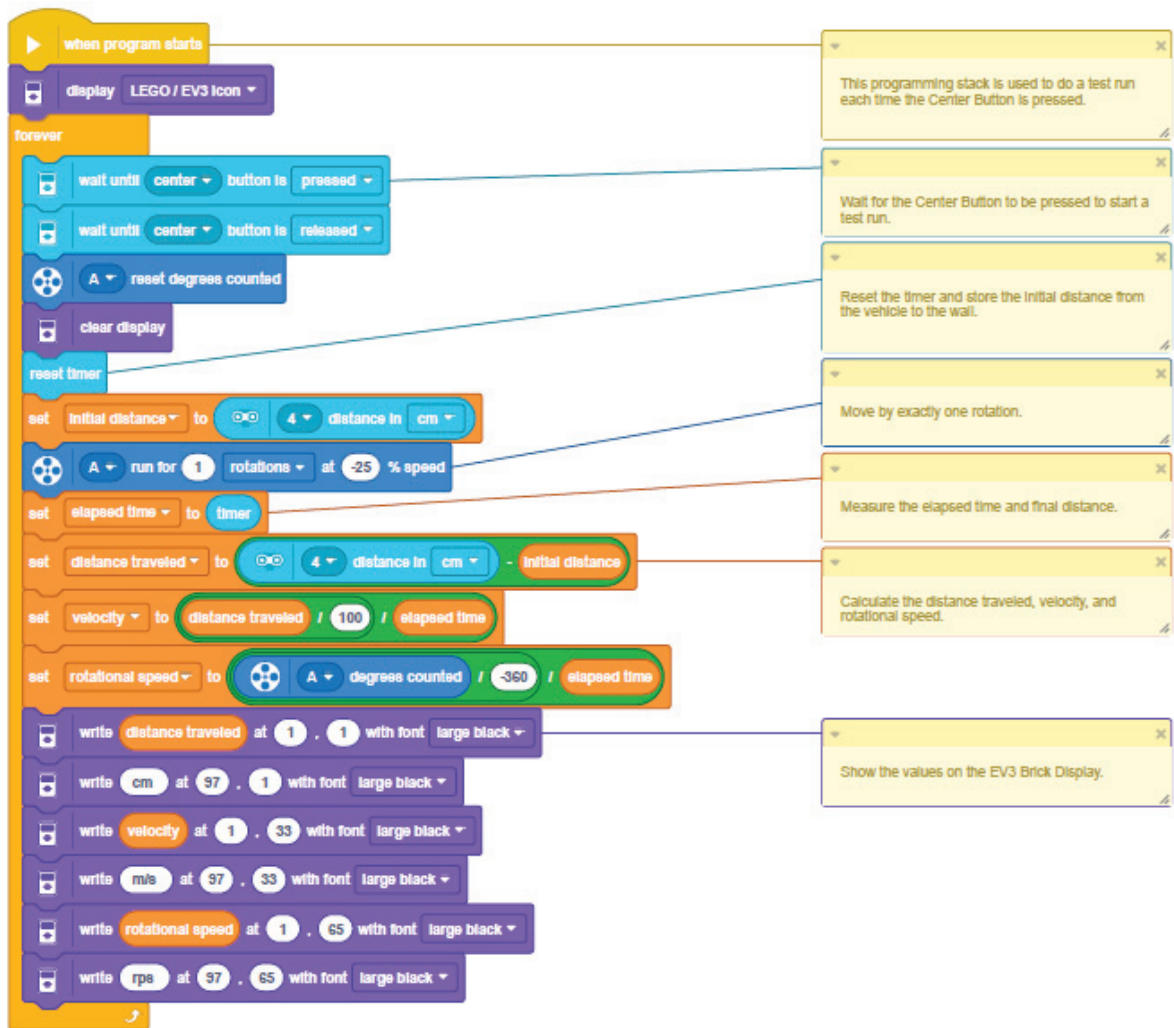 when program starts
display LEGO / EV3 Icon
This programming stack is used to do a test run
each time the Center Button is pressed.
forever
wait until center button is pressed
Wait for the Center Button to be pressed to start a
test run.
wait until center button is released
A reset degrees counted
Reset the timer and store the initial distance from
the vehicle to the wall.
clear display
reset timer
set initial distance to 4 distance in cm
Move by exactly one rotation.
A run for 1 rotations at -25 % speed
set elapsed time to timer
Measure the elapsed time and final distance.
set distance traveled to 4 distance in cm - initial distance
Calculate the distance traveled, velocity, and
rotational speed.
set velocity to distance traveled / 100 / elapsed time
set rotational speed to A degrees counted / -360 / elapsed time
write distance traveled at 1 , 1 with font large black
Show the values on the EV3 Brick Display.
write cm at 97 , 1 with font large black
write velocity at 1 , 33 with font large black
write m/s at 97 , 33 with font large black
write rotational speed at 1 , 65 with font large black
write rps at 97 , 65 with font large black